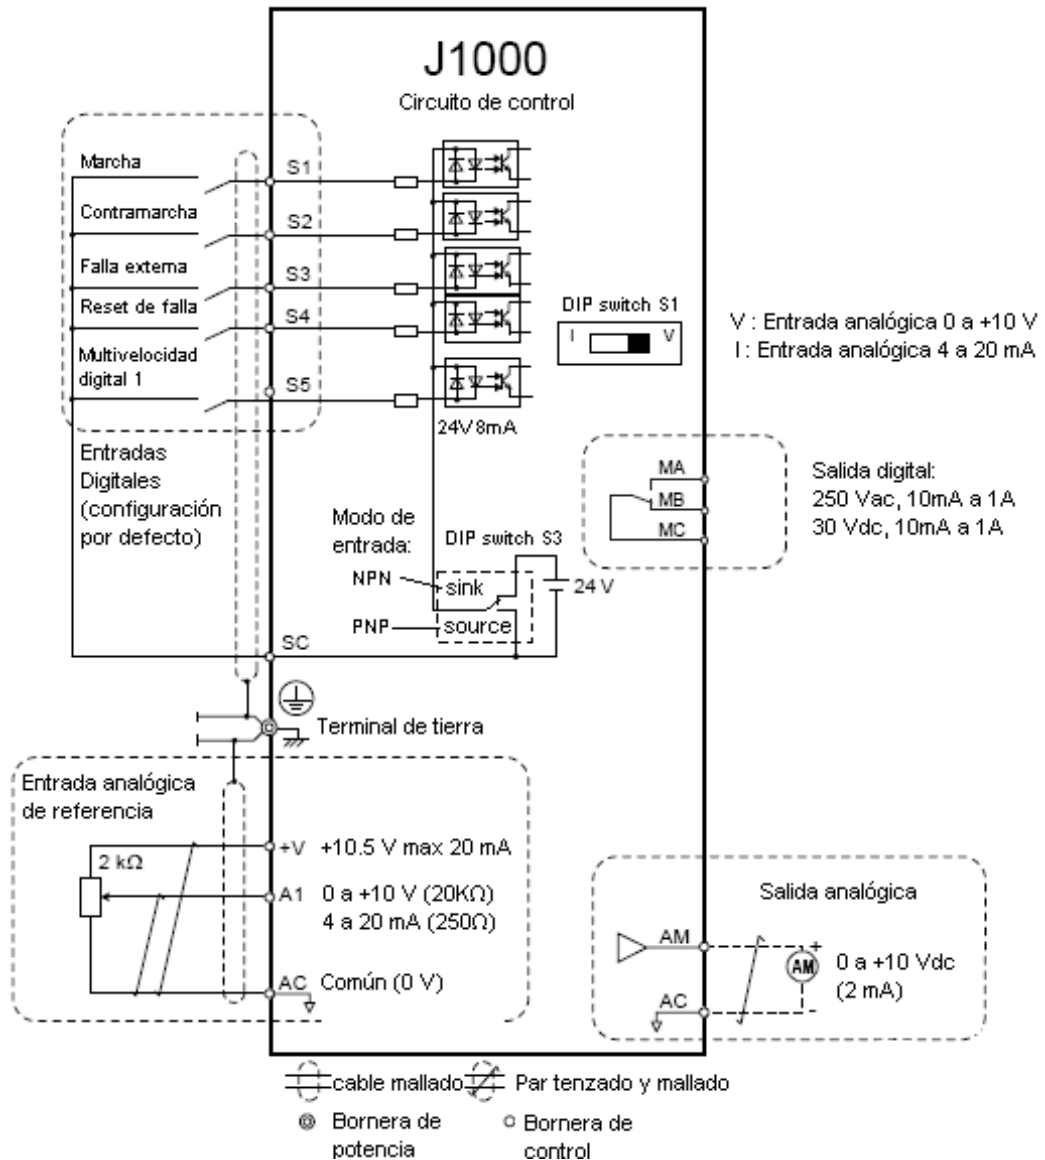 J1000
Circuito de control
Marcha
S1
Contramarcha
S2
Falla externa
S3
Reset de falla
S4
Multivelocidad
digital 1
S5
24V8mA
DIP switch S1
I
V
V : Entrada analógica 0 a +10 V
I : Entrada analógica 4 a 20 mA
Entradas
Digitales
(configuración
por defecto)
MA
MB
MC
Salida digital:
250 Vac, 10mA a 1A
30 Vdc, 10mA a 1A
Modo de
entrada:
DIP switch S3
NPN
sink
24 V
PNP
source
SC
Terminal de tierra
Entrada analógica
de referencia
2 kΩ
+V
+10.5 V max 20 mA
A1
0 a +10 V (20KΩ)
4 a 20 mA (250Ω)
AC
Común (0 V)
Salida analógica
AM
+
AM
0 a +10 Vdc
(2 mA)
AC
-
cable mallado
Par tenzado y mallado
Bornera de
potencia
Bornera de
control